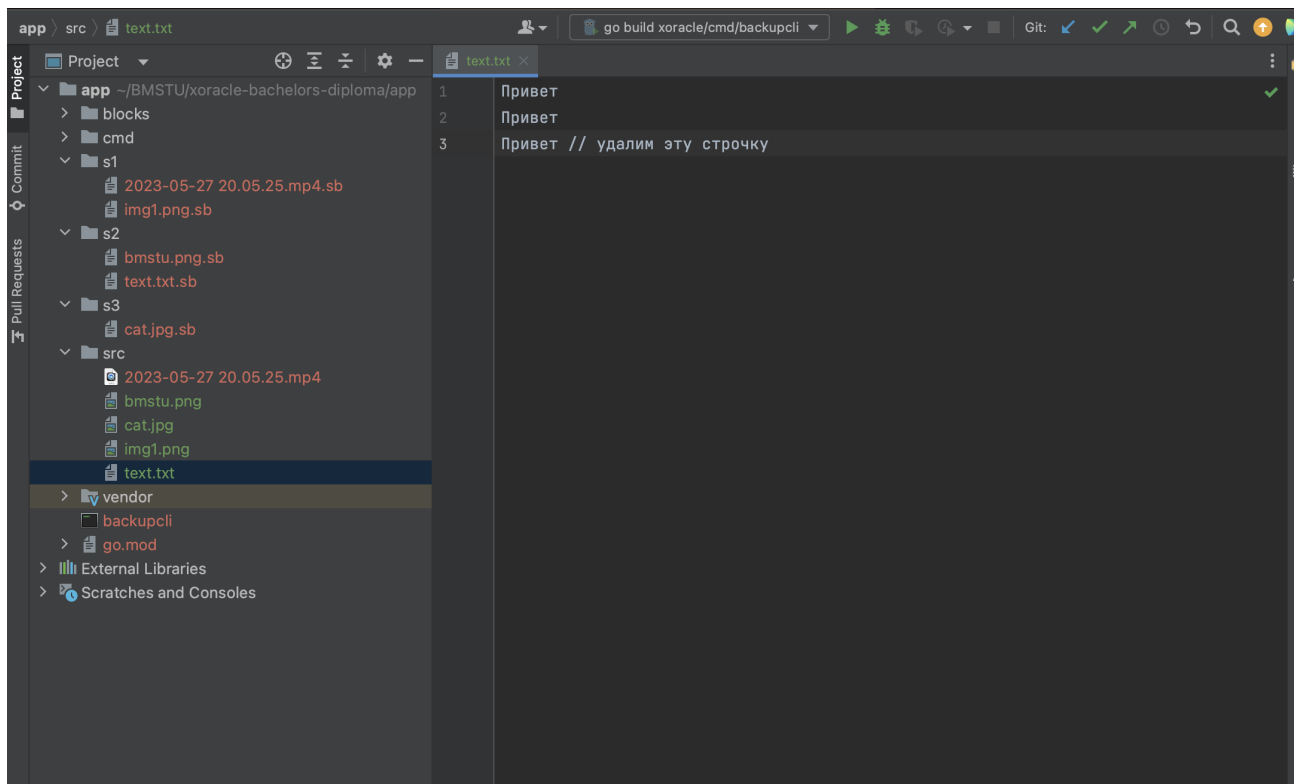 app src text.txt
go build xoracle/cmd/backupcli
Git:
Project
Commit
Pull Requests
Project
app ~/BMSTU/xoracle-bachelors-diploma/app
blocks
cmd
s1
2023-05-27 20.05.25.mp4.sb
img1.png.sb
s2
bmstu.png.sb
text.txt.sb
s3
cat.jpg.sb
src
2023-05-27 20.05.25.mp4
bmstu.png
cat.jpg
img1.png
text.txt
vendor
backupcli
go.mod
External Libraries
Scratches and Consoles
text.txt
1 Привет
2 Привет
3 Привет // удалим эту строчку